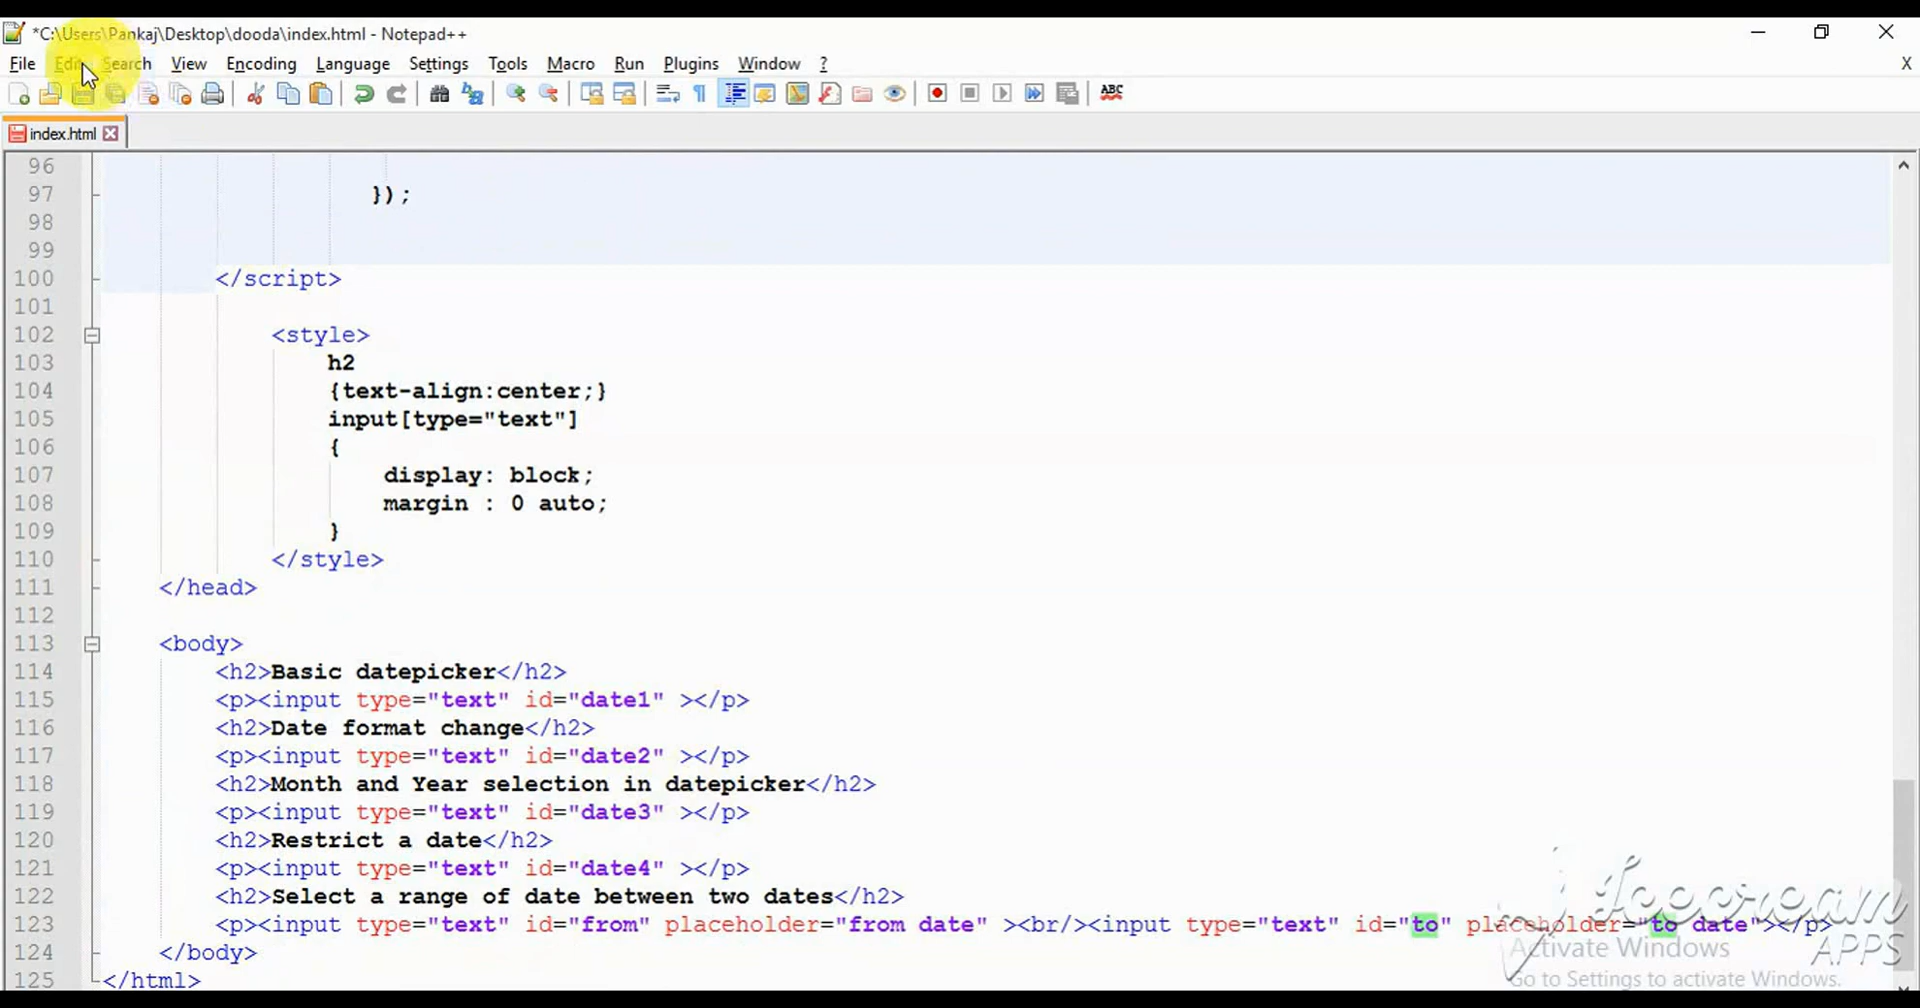 *C:\Users\Pankaj\Desktop\dooda\index.html - Notepad++
File Edit Search View Encoding Language Settings Tools Macro Run Plugins Window ? X
ABC
index.html
96
97 });
98
99
100 </script>
101
102 <style>
103 h2
104 {text-align:center;}
105 input[type="text"]
106 {
107 display: block;
108 margin : 0 auto;
109 }
110 </style>
111 </head>
112
113 <body>
114 <h2>Basic datepicker</h2>
115 <p><input type="text" id="date1" ></p>
116 <h2>Date format change</h2>
117 <p><input type="text" id="date2" ></p>
118 <h2>Month and Year selection in datepicker</h2>
119 <p><input type="text" id="date3" ></p>
120 <h2>Restrict a date</h2>
121 <p><input type="text" id="date4" ></p>
122 <h2>Select a range of date between two dates</h2>
123 <p><input type="text" id="from" placeholder="from date" ><br/><input type="text" id="to" placeholder="to date"></p>
124 </body>
125 </html>
Activate Windows
Go to Settings to activate Windows.
APPS